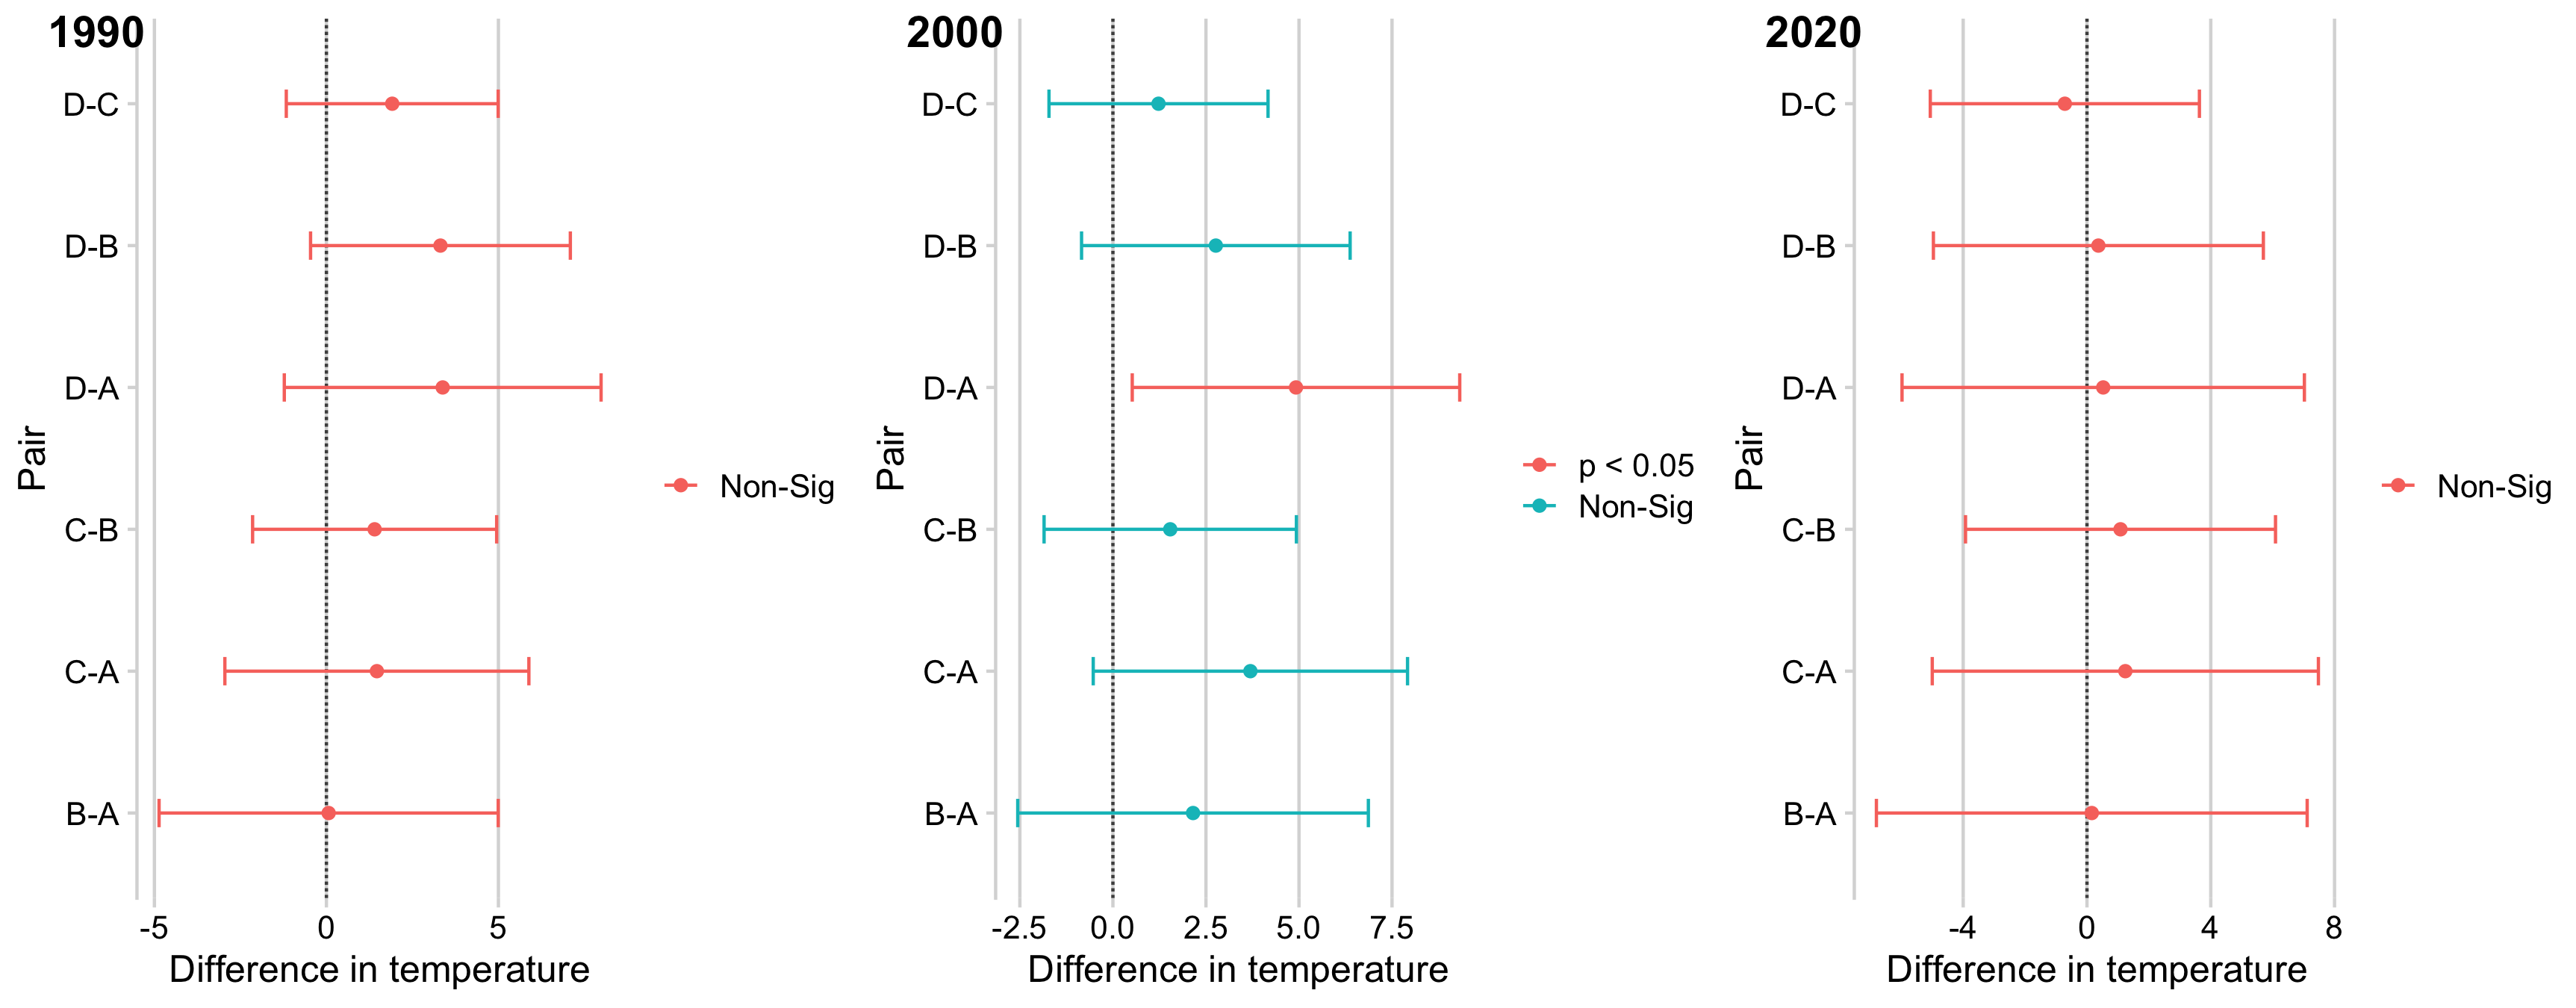 1990
D-C
D-B
D-A
C-B
C-A
B-A
Pair
-5 0 5
Difference in temperature
Non-Sig
2000
D-C
D-B
D-A
C-B
C-A
B-A
Pair
-2.5 0.0 2.5 5.0 7.5
Difference in temperature
p < 0.05
Non-Sig
2020
D-C
D-B
D-A
C-B
C-A
B-A
Pair
-4 0 4 8
Difference in temperature
Non-Sig